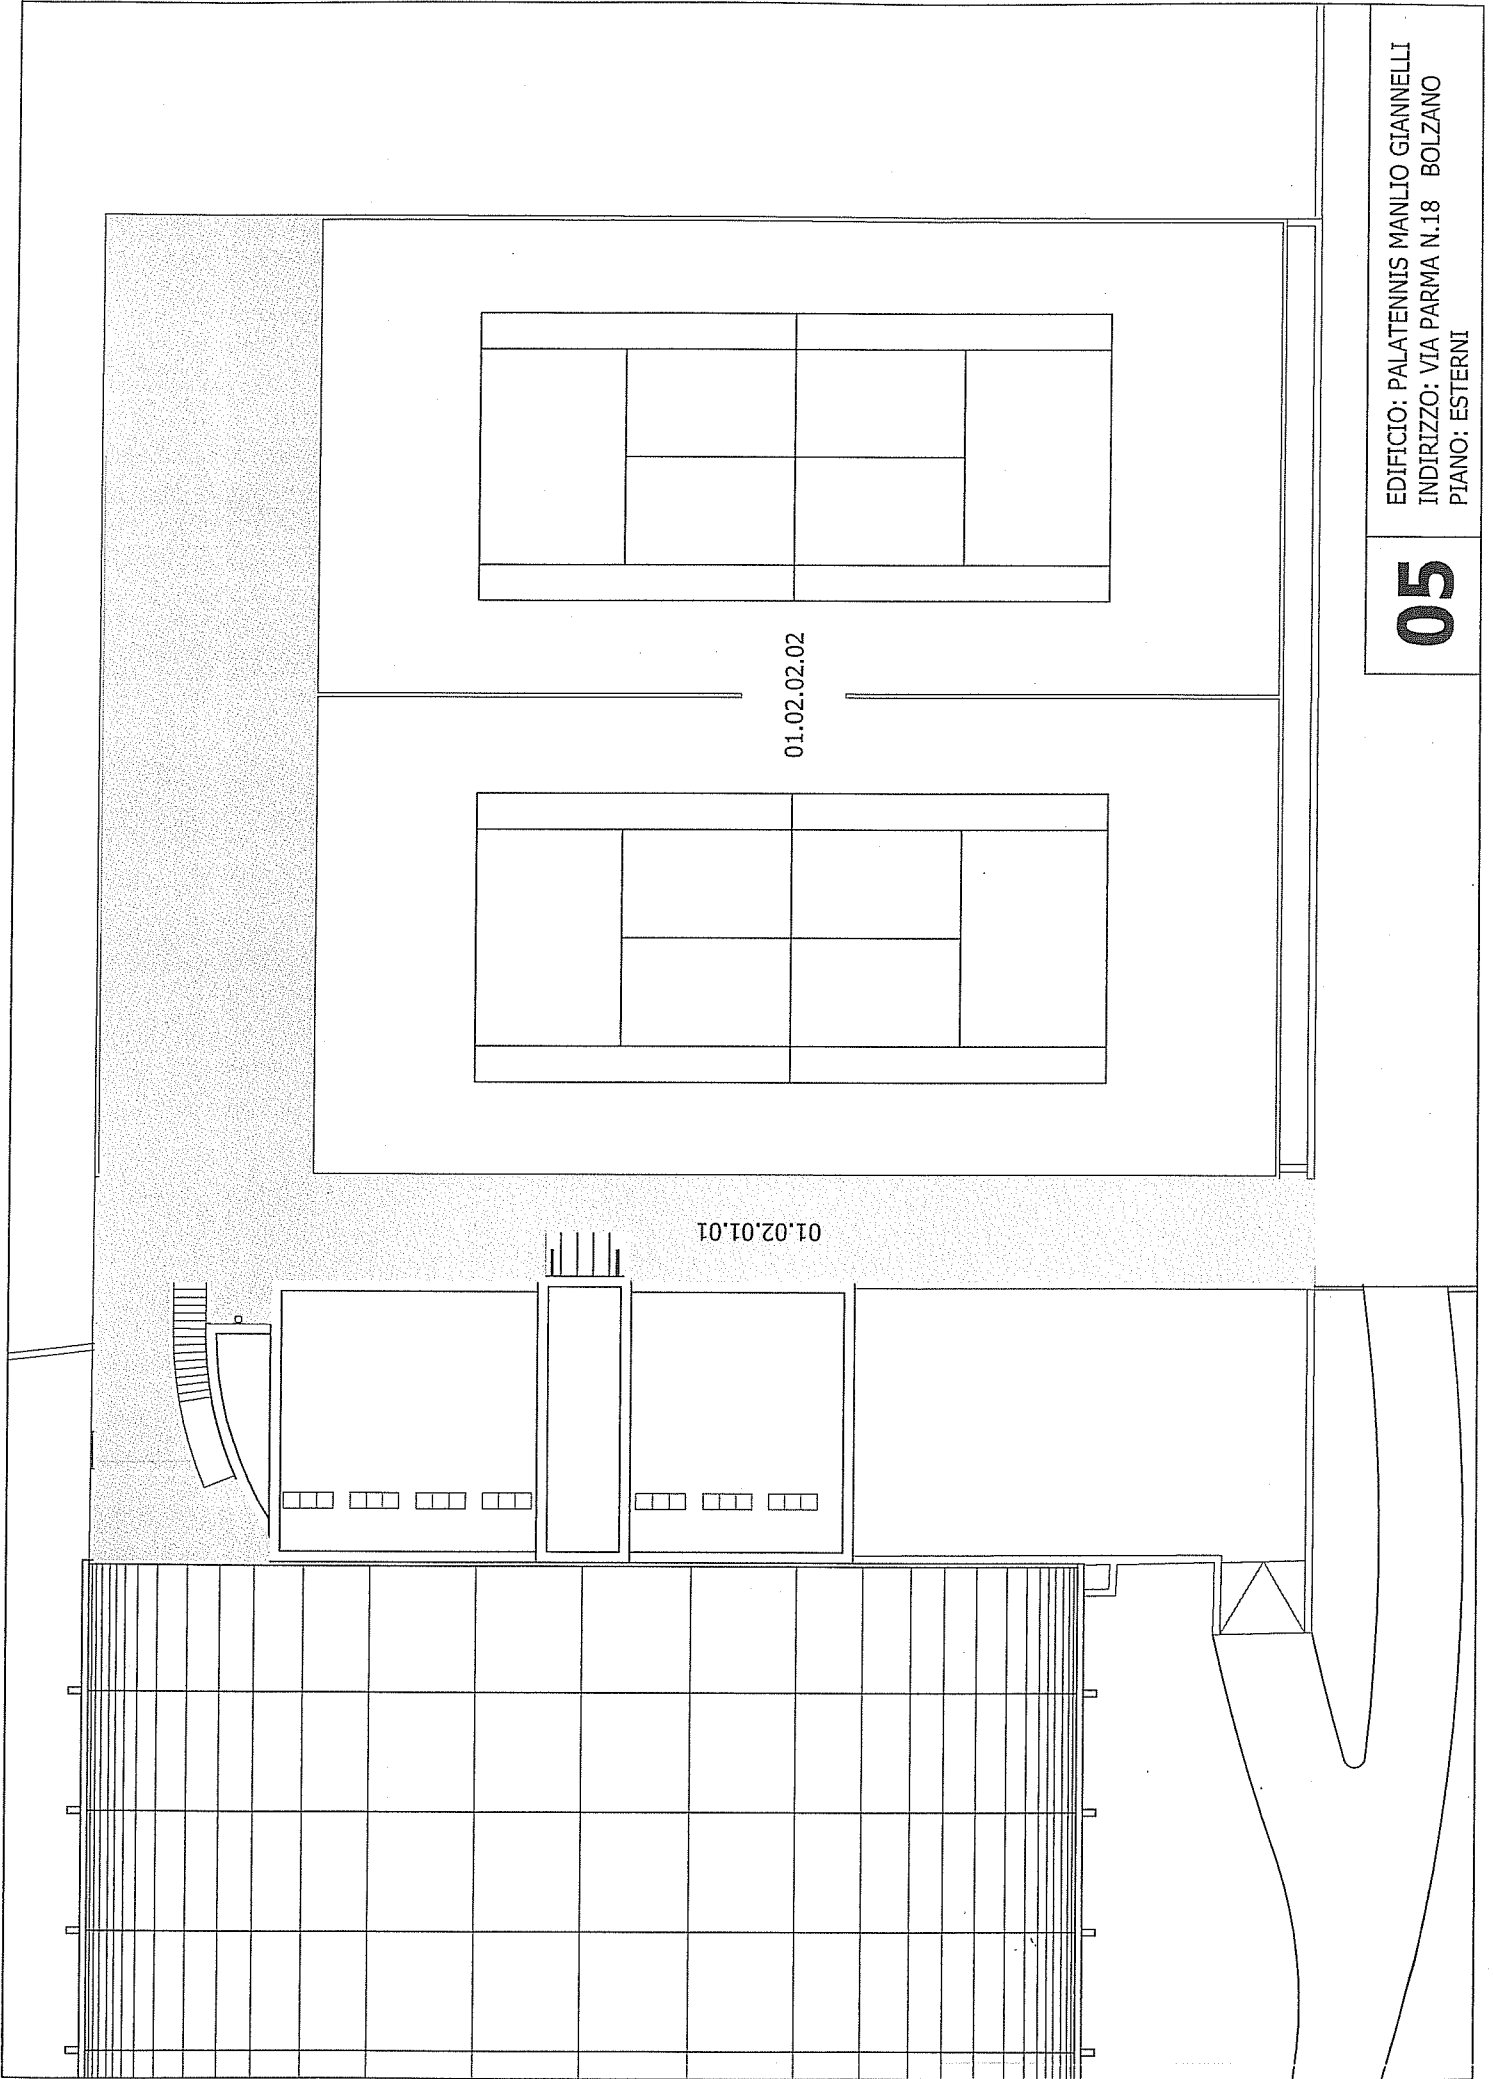 01.02.02.02
01.02.01.01
05
EDIFICIO: PALATENNIS MANLIO GIANNELLI
INDIRIZZO: VIA PARMA N.18 BOLZANO
PIANO: ESTERNI